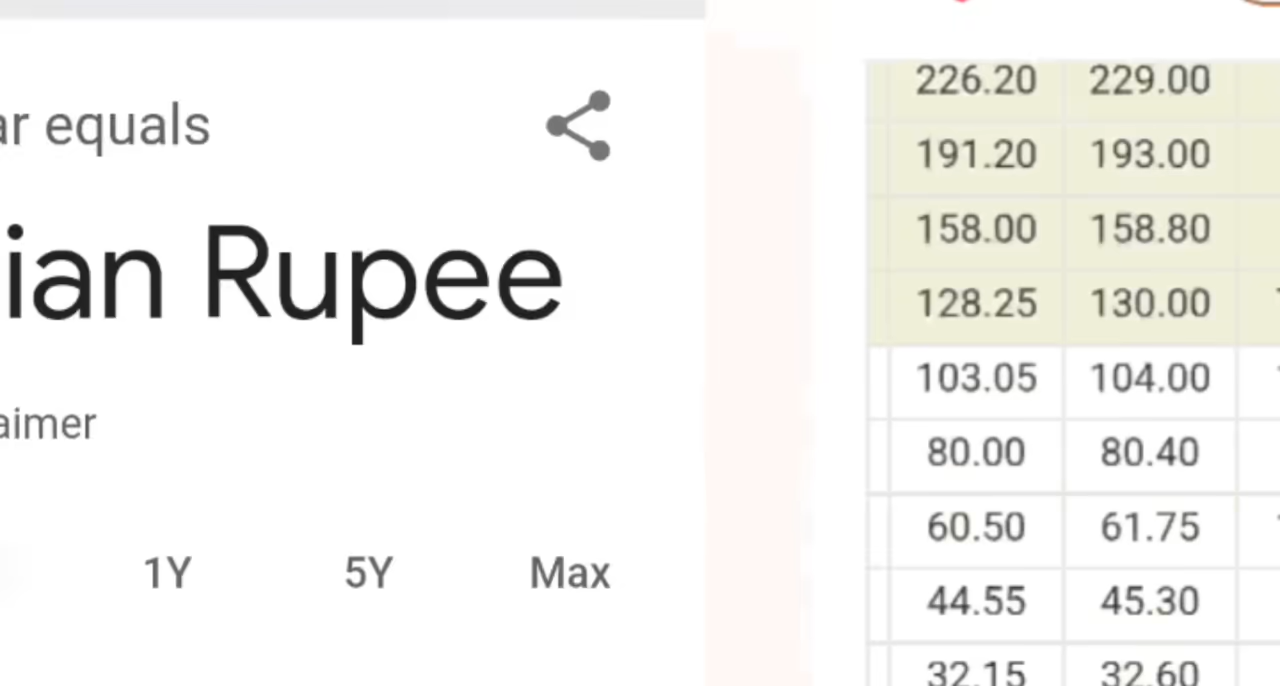 ar equals
ian Rupee
aimer
1Y 5Y Max
226.20 229.00
191.20 193.00
158.00 158.80
128.25 130.00
103.05 104.00
80.00 80.40
60.50 61.75
44.55 45.30
32.15 32.60